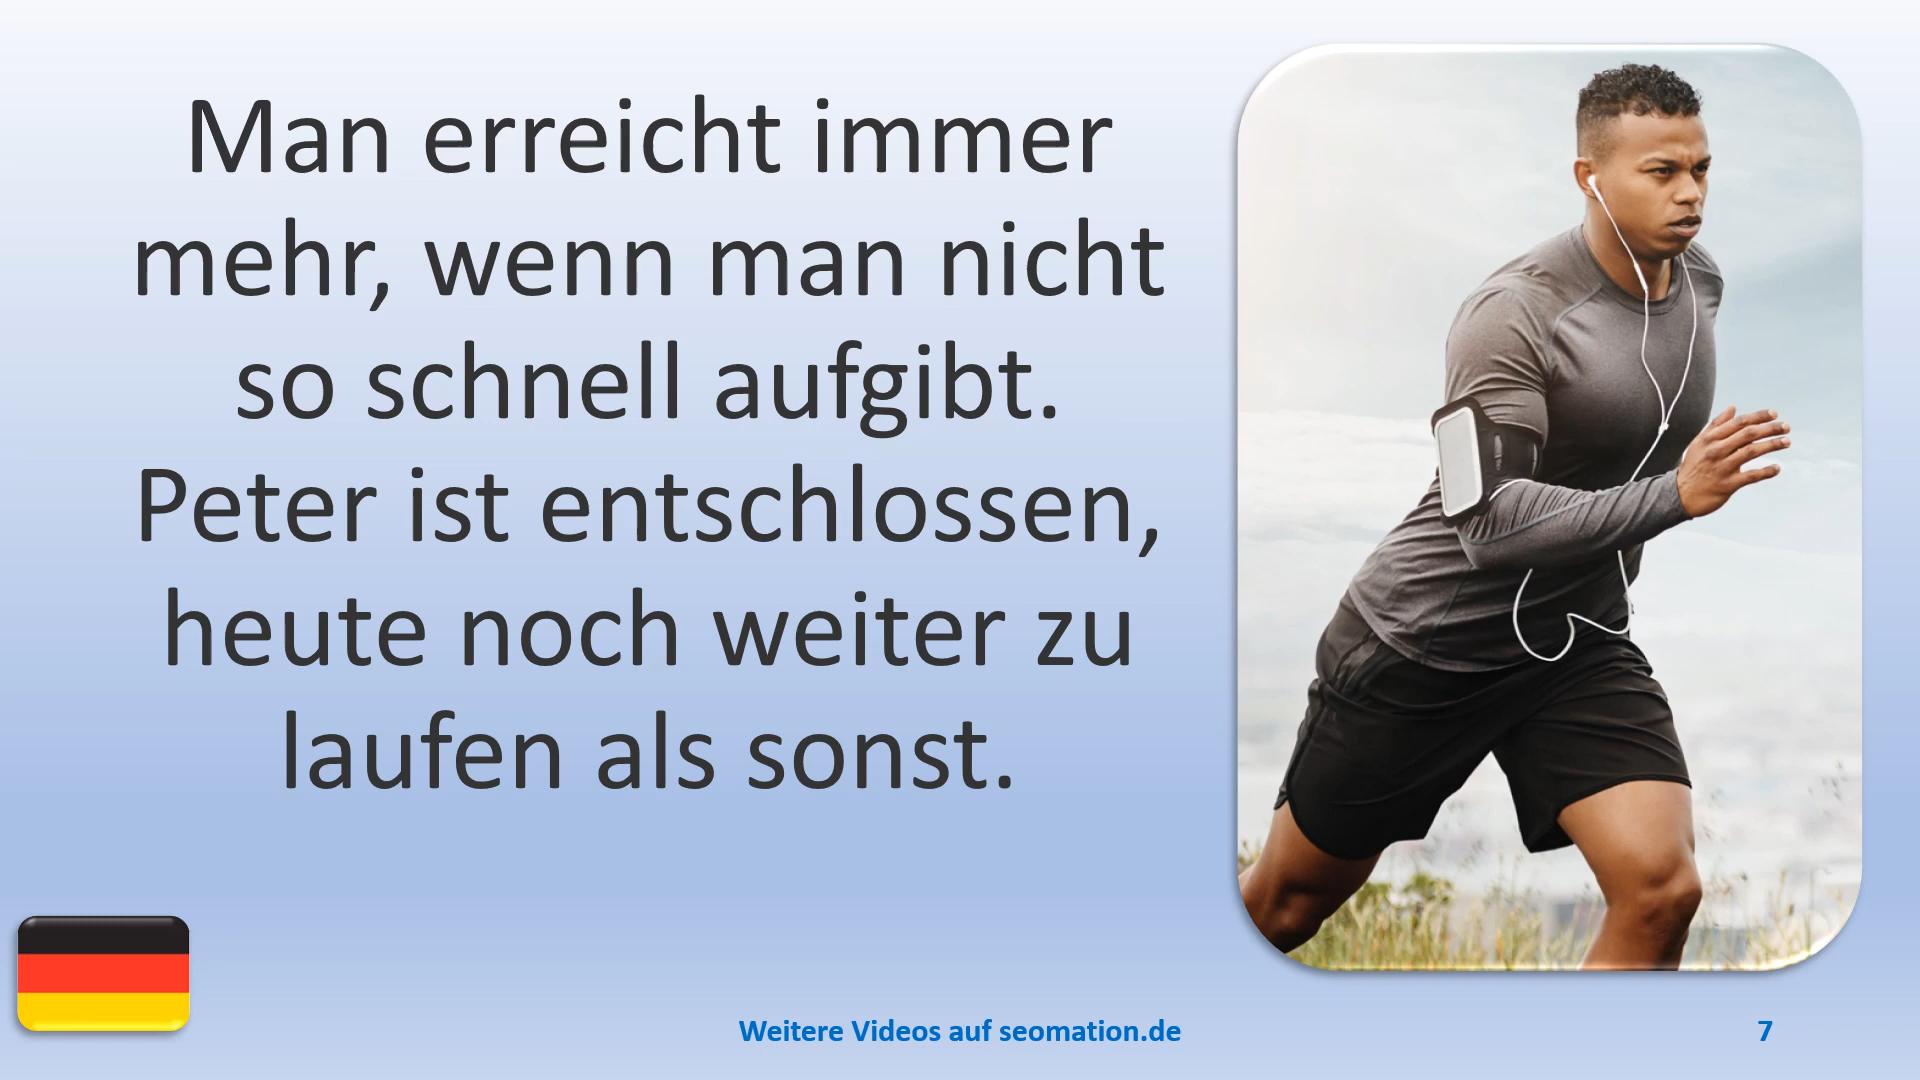 Man erreicht immer
mehr, wenn man nicht
so schnell aufgibt.
Peter ist entschlossen,
heute noch weiter zu
laufen als sonst.
Weitere Videos auf seomation.de
7